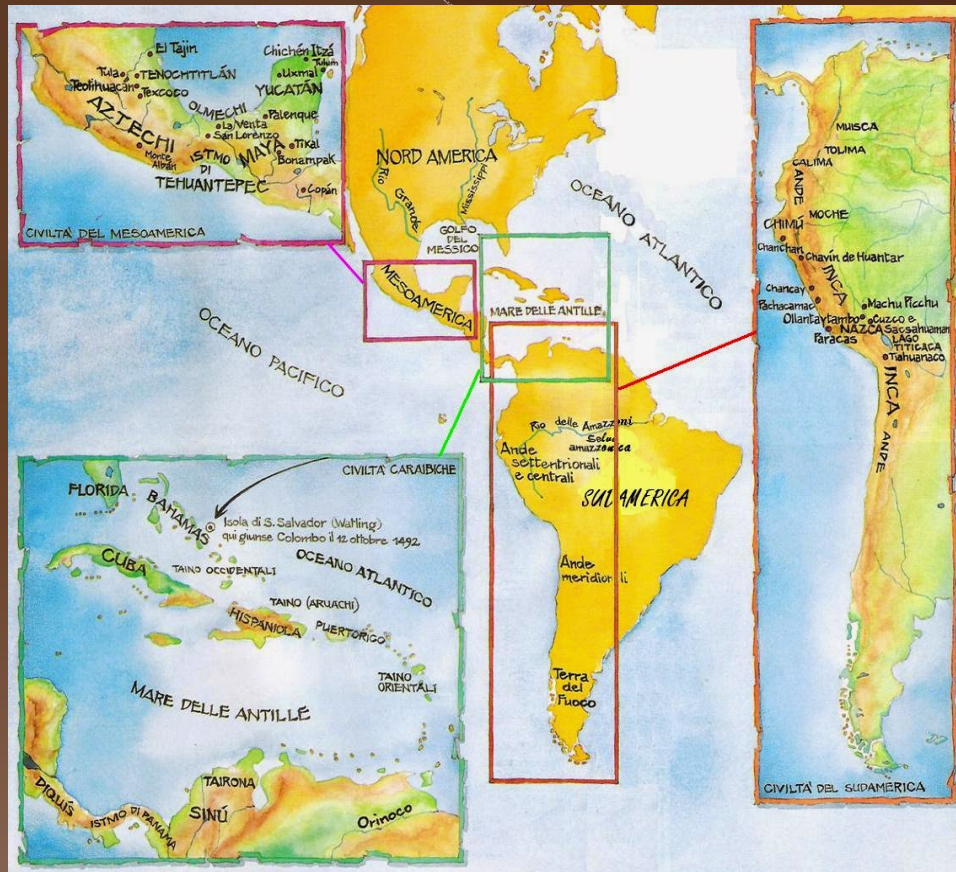 El Tajin
Chichén Itzá
Tulum
Tula
TENOCHTITLÁN
Uxmal
Teotihuacán
Texcoco
YUCATÁN
OLMECHI
AZTECHI
La Venta
Palenque
San Lorenzo
Monte
Albán
ISTMO
DI
TEHUANTEPEC
MAYA
Tikal
Bonampak
Copán
CIVILTÀ DEL MESOAMERICA
NORD AMERICA
Rio
Grande
Mississippi
GOLFO
DEL
MESSICO
OCEANO ATLANTICO
MESOAMERICA
MARE DELLE ANTILLE
OCEANO PACIFICO
Rio delle Amazzoni
Selva
amazzonica
Ande
settentrionali
e centrali
SUDAMERICA
Ande
meridionali
Terra
del
Fuoco
MUISCA
TOLIMA
CALIMA
ANDE
MOCHE
CHIMÚ
Chanchan
Chavín de Huantar
INCA
Chancay
Pachacamac
Machu Picchu
Ollantaytambo
Cuzco e
NAZCA
Sacsahuaman
Paracas
LAGO
TITICACA
Tiahuanaco
INCA
ANDE
CIVILTA' DEL SUDAMERICA
CIVILTÀ CARAIBICHE
FLORIDA
BAHAMAS
Isola di S. Salvador (Watling)
qui giunse Colombo il 12 ottobre 1492
OCEANO ATLANTICO
CUBA
TAINO OCCIDENTALI
TAINO (ARUACHI)
HISPANIOLA
PUERTORICO
TAINO
ORIENTALI
MARE DELLE ANTILLE
DIQUÍS
ISTMO DI PANAMA
TAIRONA
SINÚ
Orinoco